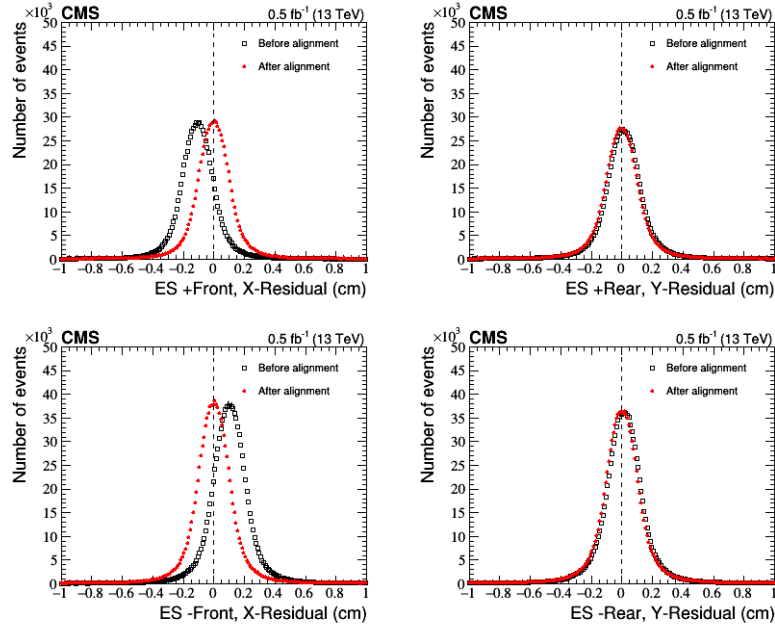 CMS 0.5 fb⁻¹ (13 TeV)
×10³
50
45
40
35
30
25
20
15
10
5
0
Number of events
Before alignment
After alignment
−1 −0.8 −0.6 −0.4 −0.2 0 0.2 0.4 0.6 0.8 1
ES +Front, X-Residual (cm)
CMS 0.5 fb⁻¹ (13 TeV)
×10³
50
45
40
35
30
25
20
15
10
5
0
Number of events
Before alignment
After alignment
−1 −0.8 −0.6 −0.4 −0.2 0 0.2 0.4 0.6 0.8 1
ES +Rear, Y-Residual (cm)
CMS 0.5 fb⁻¹ (13 TeV)
×10³
50
45
40
35
30
25
20
15
10
5
0
Number of events
Before alignment
After alignment
−1 −0.8 −0.6 −0.4 −0.2 0 0.2 0.4 0.6 0.8 1
ES -Front, X-Residual (cm)
CMS 0.5 fb⁻¹ (13 TeV)
×10³
50
45
40
35
30
25
20
15
10
5
0
Number of events
Before alignment
After alignment
−1 −0.8 −0.6 −0.4 −0.2 0 0.2 0.4 0.6 0.8 1
ES -Rear, Y-Residual (cm)